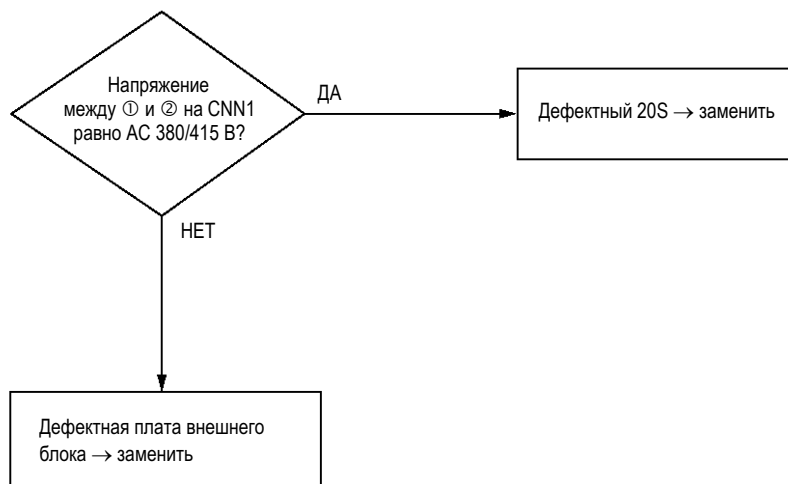 Напряжение
между ① и ② на CNN1
равно AC 380/415 В?
ДА
Дефектный 20S → заменить
НЕТ
Дефектная плата внешнего
блока → заменить